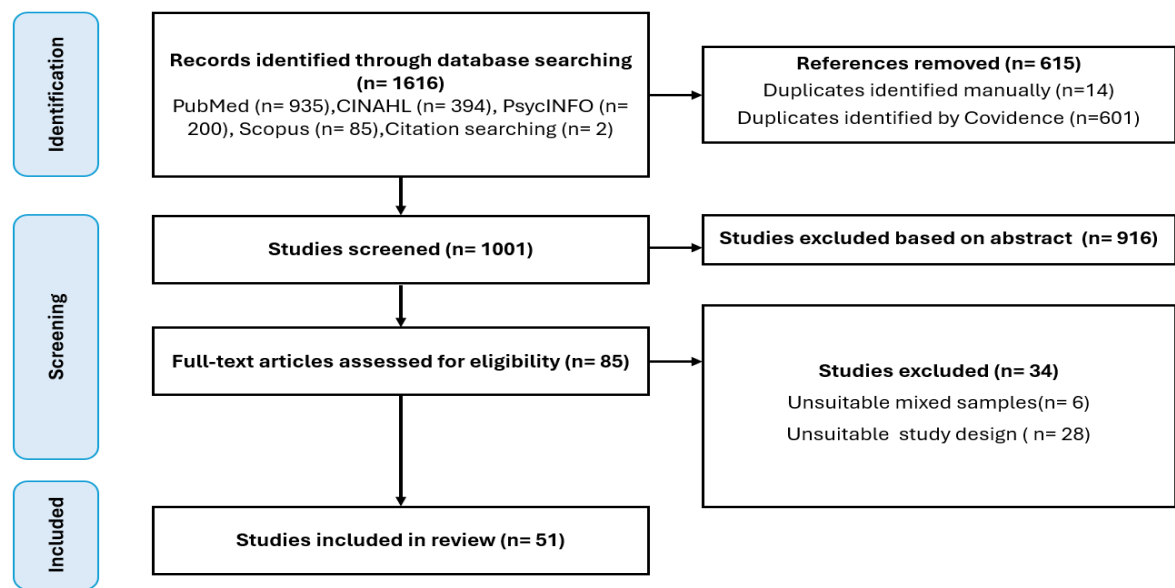 Identification
Records identified through database searching
(n= 1616)
PubMed (n= 935),CINAHL (n= 394), PsycINFO (n=
200), Scopus (n= 85),Citation searching (n= 2)
References removed (n= 615)
Duplicates identified manually (n=14)
Duplicates identified by Covidence (n=601)
Screening
Studies screened (n= 1001)
Studies excluded based on abstract (n= 916)
Full-text articles assessed for eligibility (n= 85)
Studies excluded (n= 34)
Unsuitable mixed samples(n= 6)
Unsuitable study design ( n= 28)
Included
Studies included in review (n= 51)